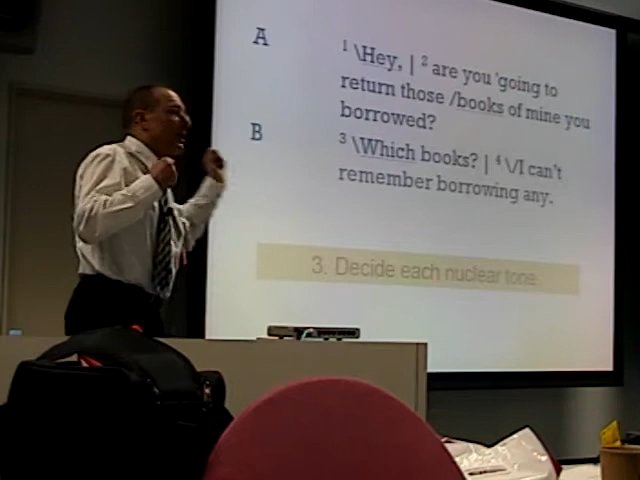 A
¹ \Hey, | ² are you 'going to
return those /books of mine you
borrowed?
B
³ \Which books? | ⁴ \/I can't
remember borrowing any.
3. Decide each nuclear tone.